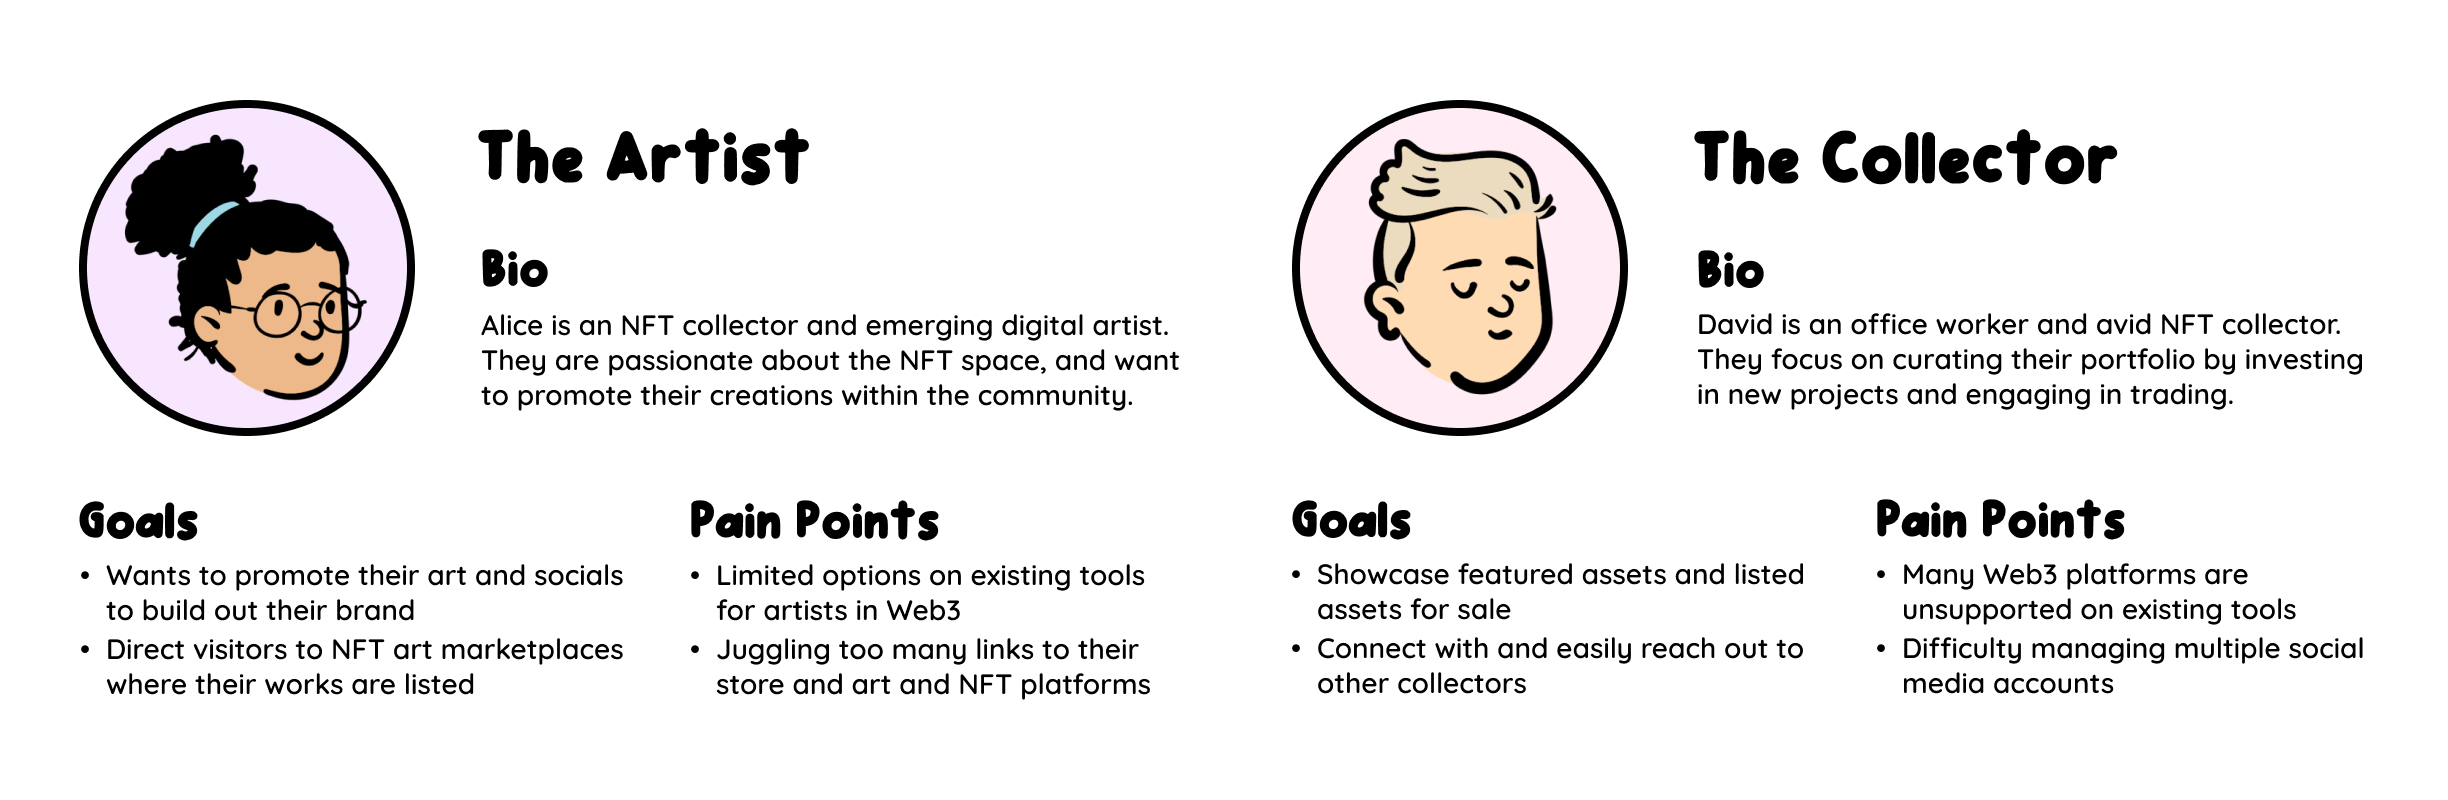 The Artist
Bio
Alice is an NFT collector and emerging digital artist.
They are passionate about the NFT space, and want
to promote their creations within the community.
Goals
• Wants to promote their art and socials
to build out their brand
• Direct visitors to NFT art marketplaces
where their works are listed
Pain Points
• Limited options on existing tools
for artists in Web3
• Juggling too many links to their
store and art and NFT platforms
The Collector
Bio
David is an office worker and avid NFT collector.
They focus on curating their portfolio by investing
in new projects and engaging in trading.
Goals
• Showcase featured assets and listed
assets for sale
• Connect with and easily reach out to
other collectors
Pain Points
• Many Web3 platforms are
unsupported on existing tools
• Difficulty managing multiple social
media accounts